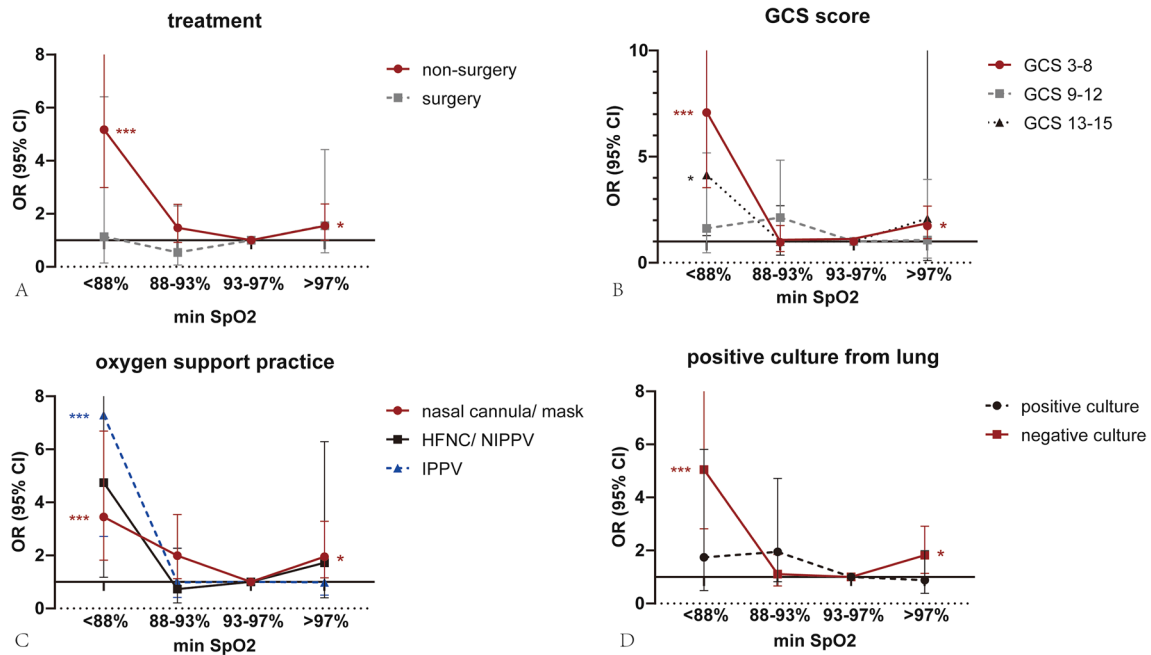 treatment
OR (95% CI)
8
6
4
2
0
***
*
non-surgery
surgery
<88% 88-93% 93-97% >97%
min SpO2
A
GCS score
OR (95% CI)
10
5
0
***
*
*
GCS 3-8
GCS 9-12
GCS 13-15
<88% 88-93% 93-97% >97%
min SpO2
B
oxygen support practice
OR (95% CI)
8
6
4
2
0
***
***
*
nasal cannula/ mask
HFNC/ NIPPV
IPPV
<88% 88-93% 93-97% >97%
min SpO2
C
positive culture from lung
OR (95% CI)
8
6
4
2
0
***
*
positive culture
negative culture
<88% 88-93% 93-97% >97%
min SpO2
D